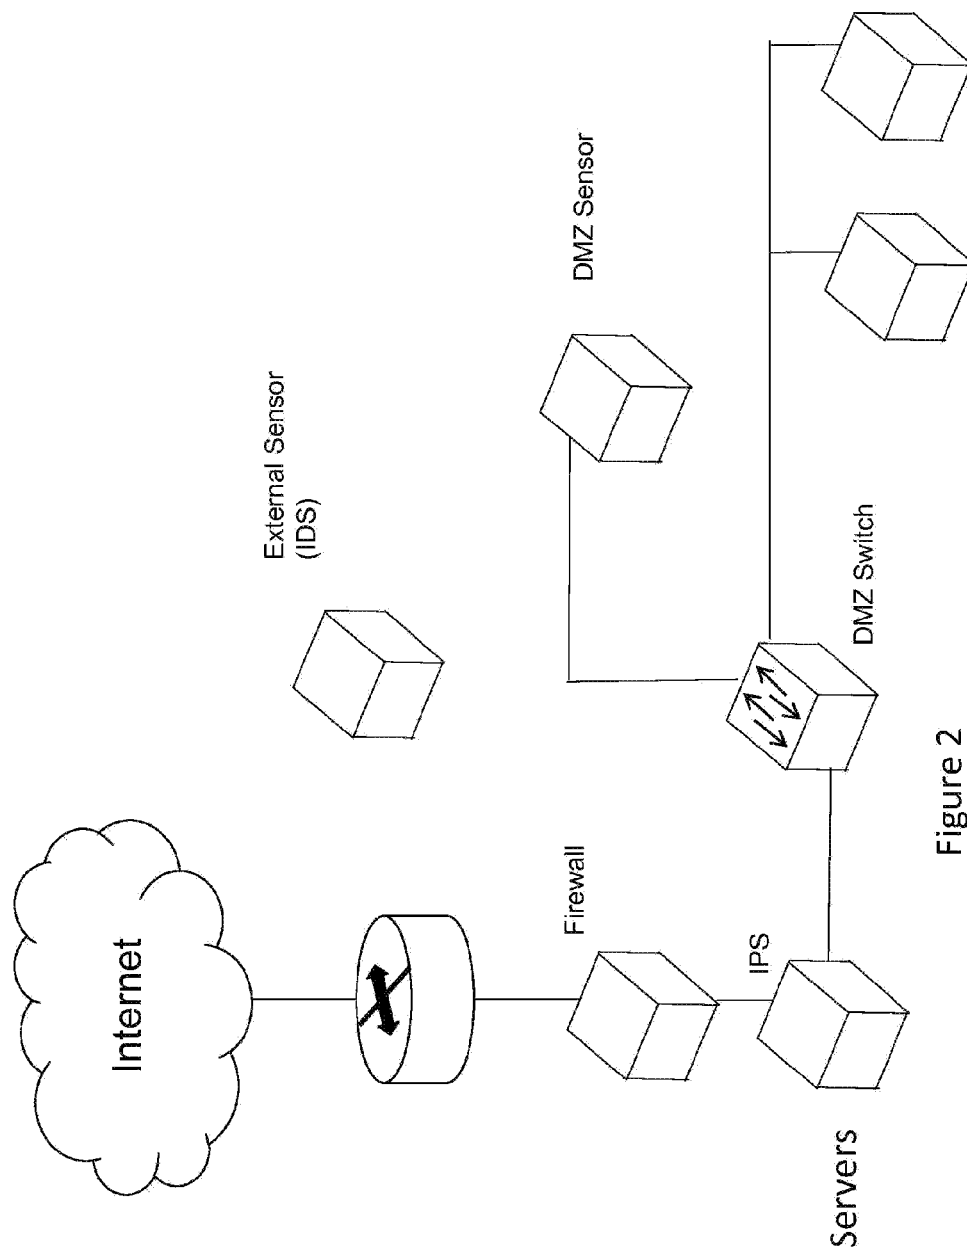 Internet
External Sensor
(IDS)
Firewall
DMZ Sensor
IPS
DMZ Switch
Servers
Figure 2